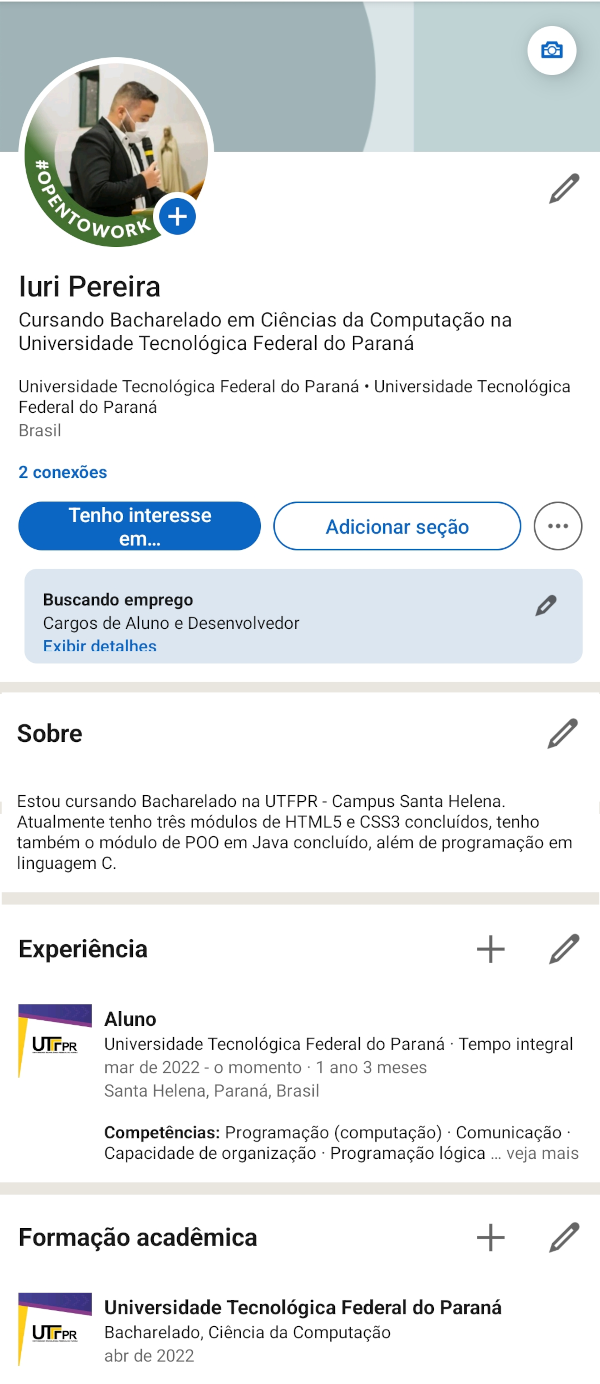 #OPENTOWORK
Iuri Pereira
Cursando Bacharelado em Ciências da Computação na
Universidade Tecnológica Federal do Paraná
Universidade Tecnológica Federal do Paraná • Universidade Tecnológica
Federal do Paraná
Brasil
2 conexões
Tenho interesse
em...
Adicionar seção
Buscando emprego
Cargos de Aluno e Desenvolvedor
Exibir detalhes
Sobre
Estou cursando Bacharelado na UTFPR - Campus Santa Helena.
Atualmente tenho três módulos de HTML5 e CSS3 concluídos, tenho
também o módulo de POO em Java concluído, além de programação em
linguagem C.
Experiência
UTFPR
Aluno
Universidade Tecnológica Federal do Paraná · Tempo integral
mar de 2022 - o momento · 1 ano 3 meses
Santa Helena, Paraná, Brasil
Competências: Programação (computação) · Comunicação ·
Capacidade de organização · Programação lógica ... veja mais
Formação acadêmica
UTFPR
Universidade Tecnológica Federal do Paraná
Bacharelado, Ciência da Computação
abr de 2022